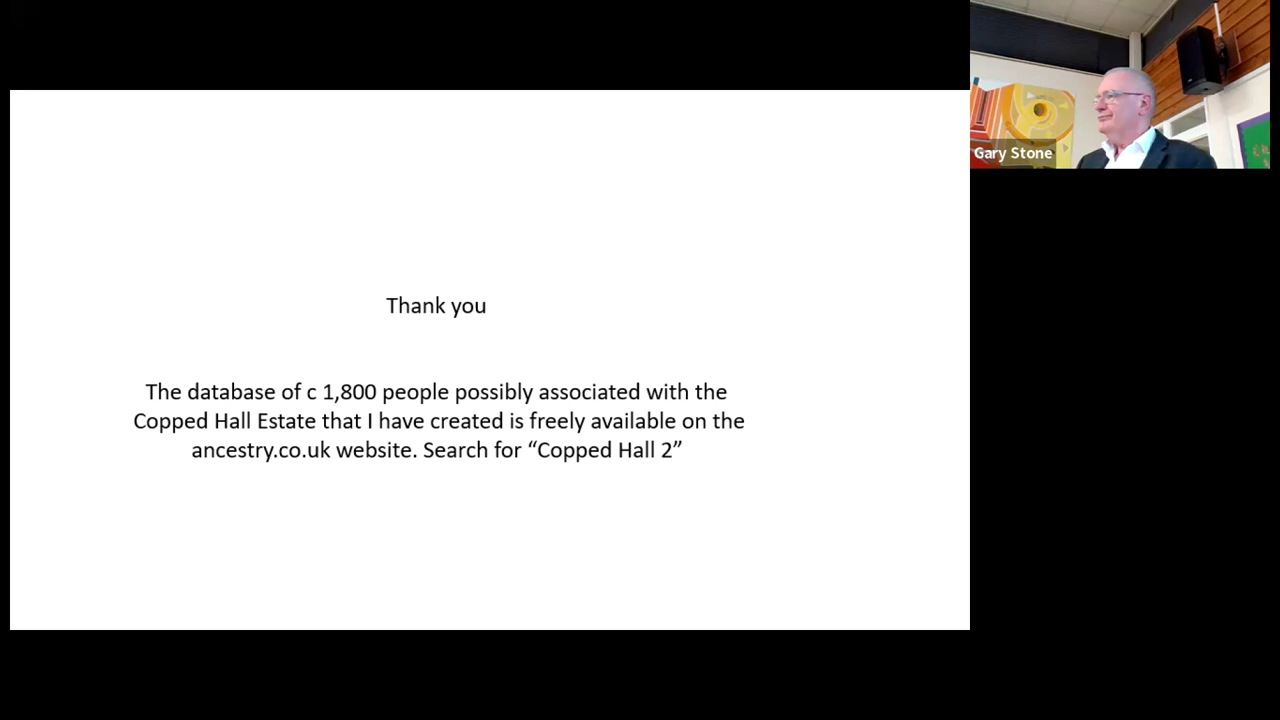 Gary Stone
Thank you
The database of c 1,800 people possibly associated with the
Copped Hall Estate that I have created is freely available on the
ancestry.co.uk website. Search for “Copped Hall 2”